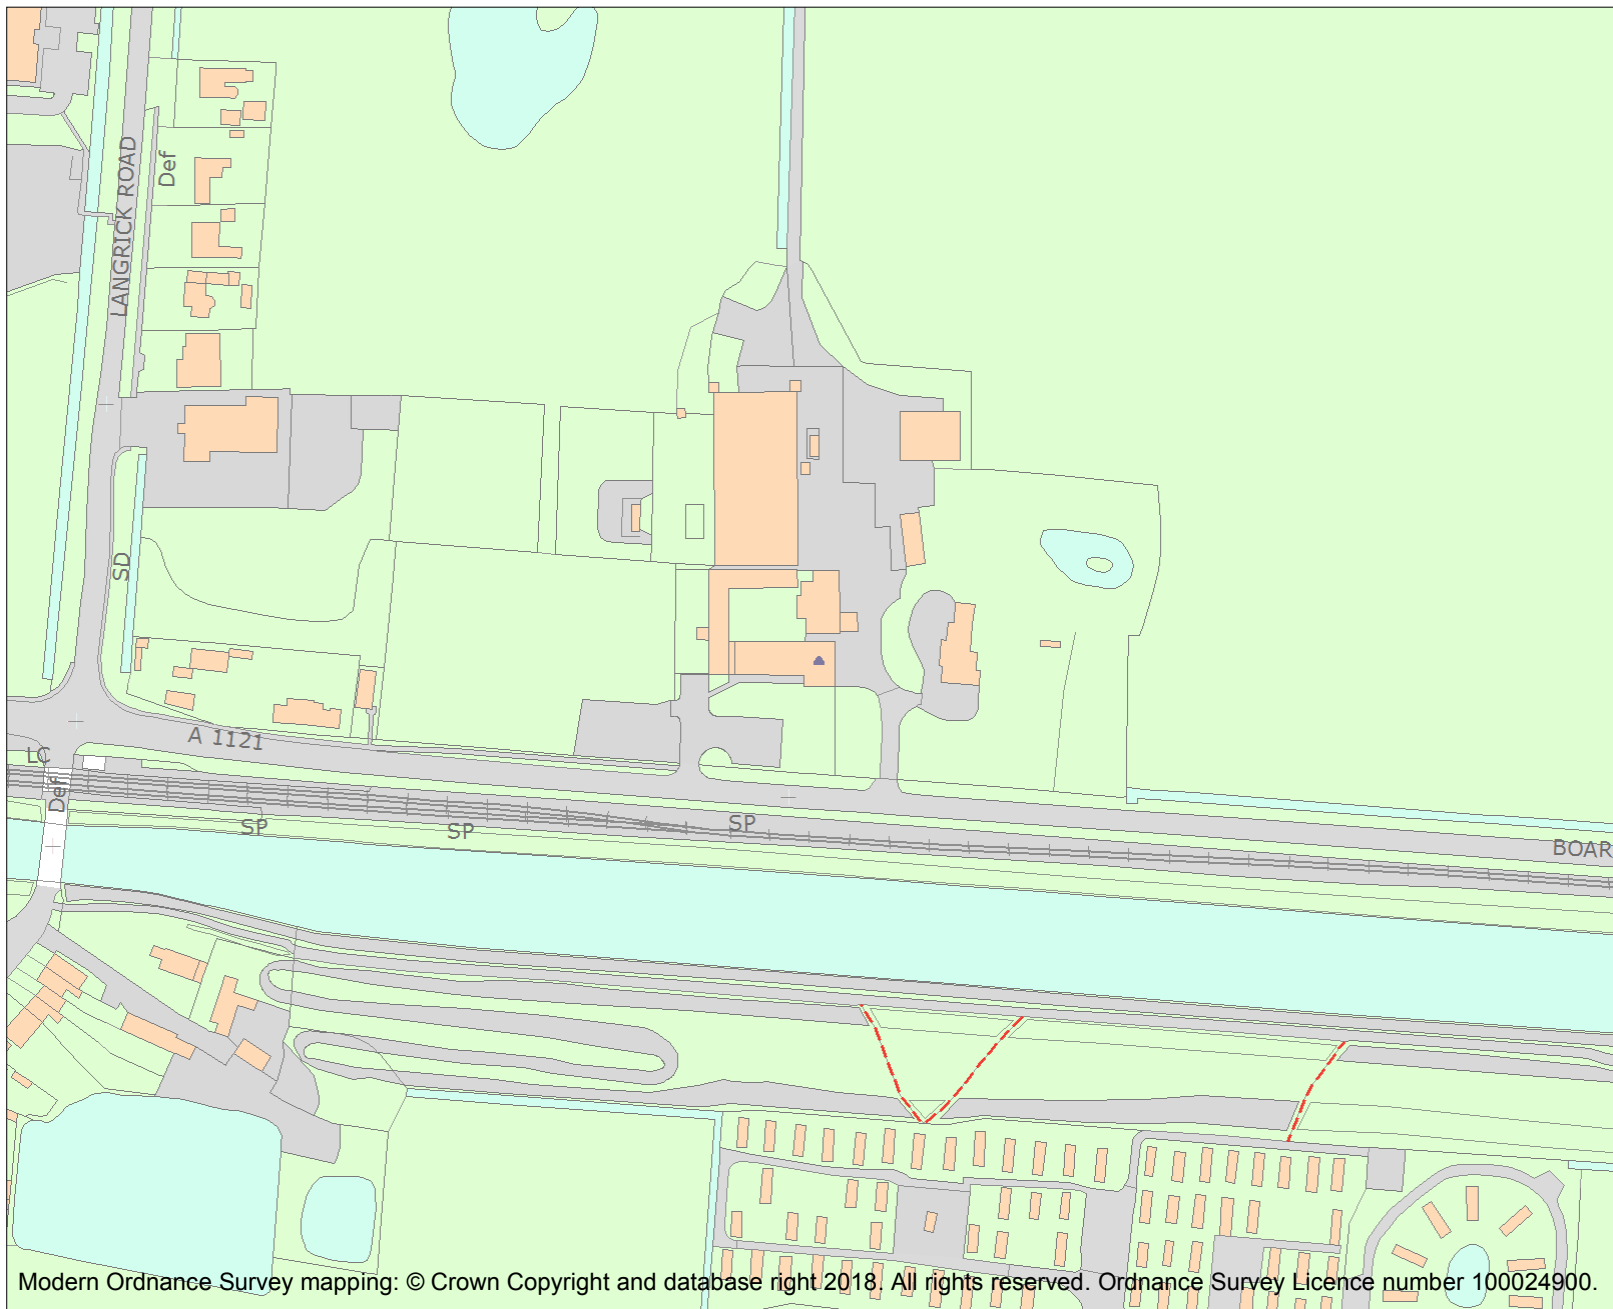 LANGRICK ROAD
Def
SD
A 1121
LC
Def
SP
SP
SP
BOAR
Modern Ordnance Survey mapping: © Crown Copyright and database right 2018. All rights reserved. Ordnance Survey Licence number 100024900.